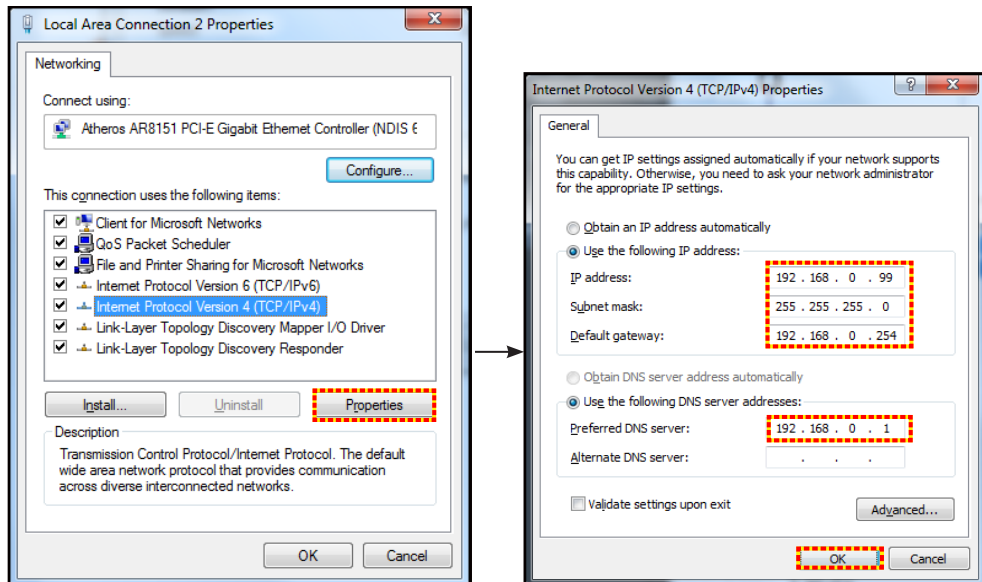 Local Area Connection 2 Properties
Networking
Connect using:
Atheros AR8151 PCI-E Gigabit Ethernet Controller (NDIS 6
Configure...
This connection uses the following items:
Client for Microsoft Networks
QoS Packet Scheduler
File and Printer Sharing for Microsoft Networks
Internet Protocol Version 6 (TCP/IPv6)
Internet Protocol Version 4 (TCP/IPv4)
Link-Layer Topology Discovery Mapper I/O Driver
Link-Layer Topology Discovery Responder
Install...
Uninstall
Properties
Description
Transmission Control Protocol/Internet Protocol. The default
wide area network protocol that provides communication
across diverse interconnected networks.
OK
Cancel
Internet Protocol Version 4 (TCP/IPv4) Properties
General
You can get IP settings assigned automatically if your network supports
this capability. Otherwise, you need to ask your network administrator
for the appropriate IP settings.
Obtain an IP address automatically
Use the following IP address:
IP address: 192 . 168 . 0 . 99
Subnet mask: 255 . 255 . 255 . 0
Default gateway: 192 . 168 . 0 . 254
Obtain DNS server address automatically
Use the following DNS server addresses:
Preferred DNS server: 192 . 168 . 0 . 1
Alternate DNS server: . . .
Validate settings upon exit
Advanced...
OK
Cancel